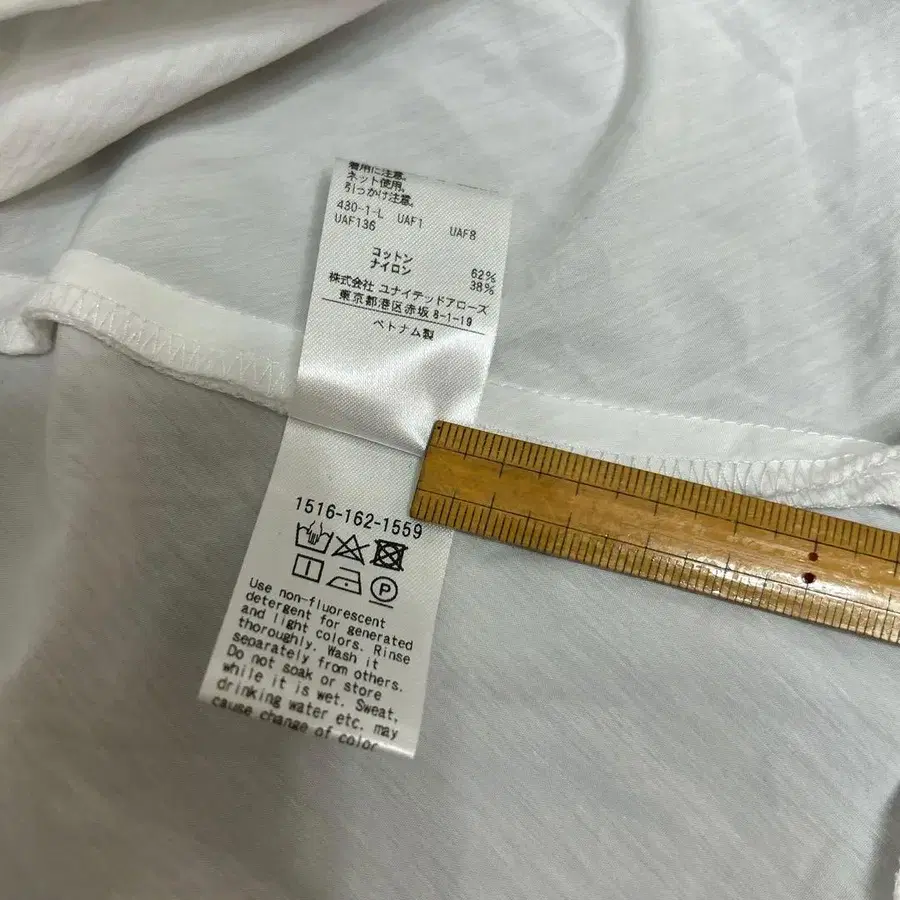 着用に注意。
ネット使用。
引っかけ注意。
430-1-L UAF1 UAF8
UAF136
コットン 62%
ナイロン 38%
株式会社 ユナイテッドアローズ
東京都港区赤坂 8-1-19
ベトナム製
1516-162-1559
P
Use non-fluorescent
detergent for generated
and light colors. Rinse
thoroughly. Wash it
separately from others.
Do not soak or store
while it is wet. Sweat,
drinking water etc. may
cause change of color